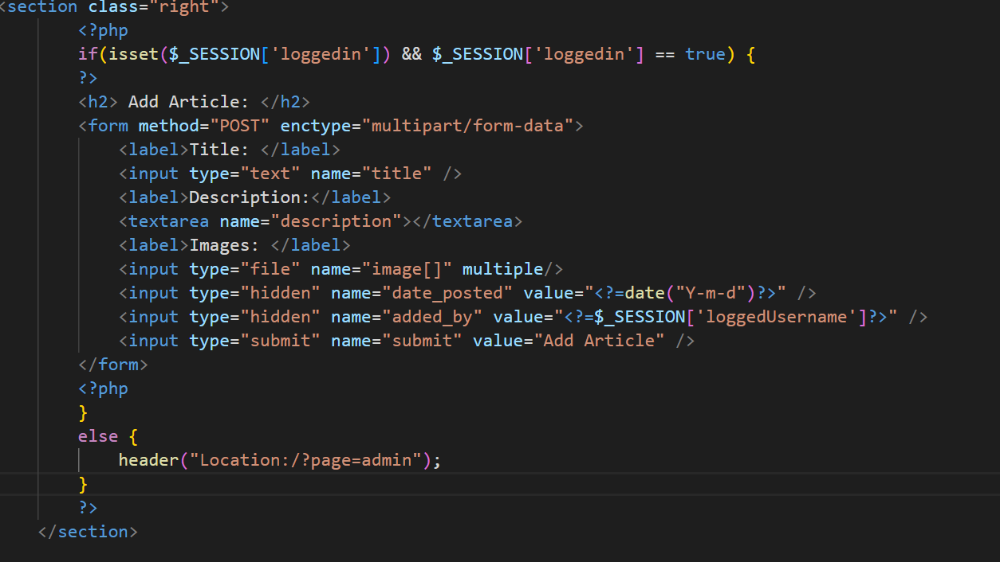 <section class="right">
<?php
if(isset($_SESSION['loggedin']) && $_SESSION['loggedin'] == true) {
?>
<h2> Add Article: </h2>
<form method="POST" enctype="multipart/form-data">
<label>Title: </label>
<input type="text" name="title" />
<label>Description:</label>
<textarea name="description"></textarea>
<label>Images: </label>
<input type="file" name="image[]" multiple/>
<input type="hidden" name="date_posted" value="<?=date("Y-m-d")?>" />
<input type="hidden" name="added_by" value="<?=$_SESSION['loggedUsername']?>" />
<input type="submit" name="submit" value="Add Article" />
</form>
<?php
}
else {
header("Location:/?page=admin");
}
?>
</section>